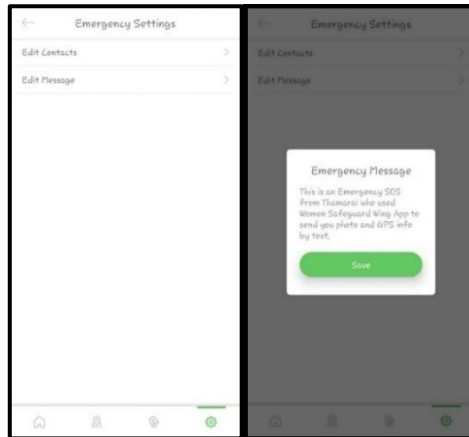 Emergency Settings
Edit Contacts
Edit Message
Emergency Settings
Edit Contacts
Edit Message
Emergency Message
This is an Emergency SOS
from Thamarai who used
Women Safeguard Wing App to
send you photo and GPS info
by text.
Save